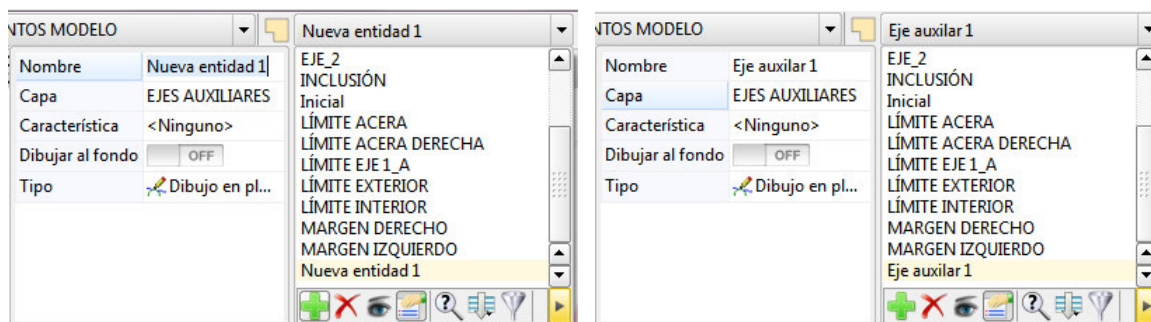 NTOS MODELO
Nueva entidad 1
Nombre Nueva entidad 1
Capa EJES AUXILIARES
Característica <Ninguno>
Dibujar al fondo OFF
Tipo Dibujo en pl...
EJE_2
INCLUSIÓN
Inicial
LÍMITE ACERA
LÍMITE ACERA DERECHA
LÍMITE EJE 1_A
LÍMITE EXTERIOR
LÍMITE INTERIOR
MARGEN DERECHO
MARGEN IZQUIERDO
Nueva entidad 1
NTOS MODELO
Eje auxilar 1
Nombre Eje auxilar 1
Capa EJES AUXILIARES
Característica <Ninguno>
Dibujar al fondo OFF
Tipo Dibujo en pl...
EJE_2
INCLUSIÓN
Inicial
LÍMITE ACERA
LÍMITE ACERA DERECHA
LÍMITE EJE 1_A
LÍMITE EXTERIOR
LÍMITE INTERIOR
MARGEN DERECHO
MARGEN IZQUIERDO
Eje auxilar 1